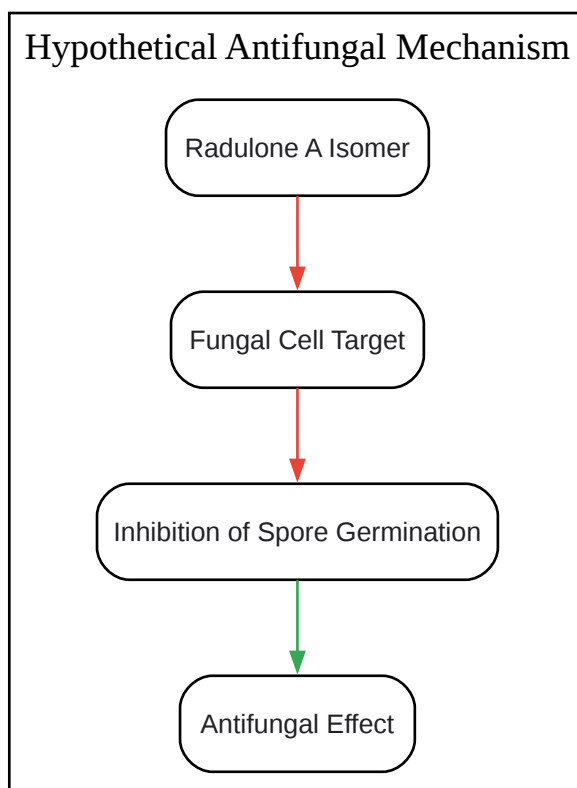 Hypothetical Antifungal Mechanism
Radulone A Isomer
Fungal Cell Target
Inhibition of Spore Germination
Antifungal Effect